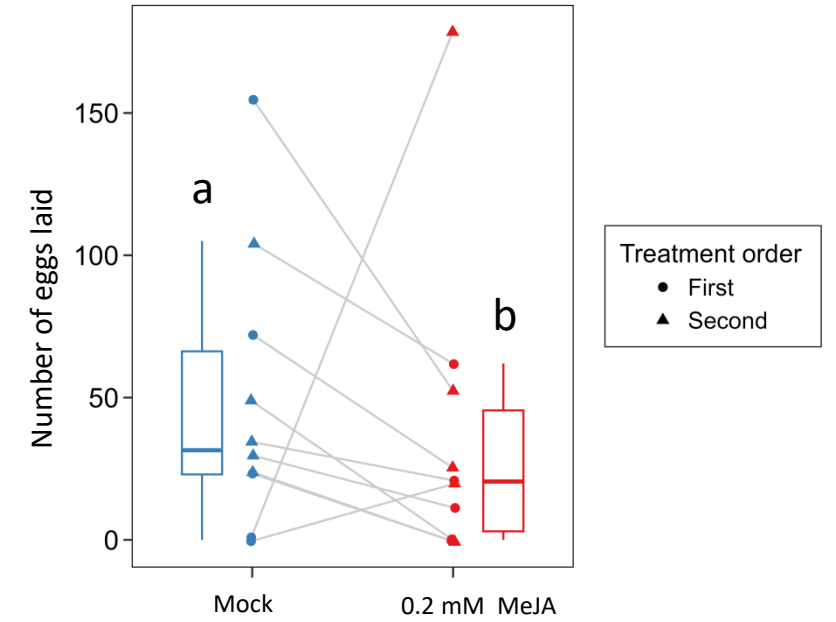 Number of eggs laid
150
100
50
0
a
b
Mock
0.2 mM MeJA
Treatment order
First
Second